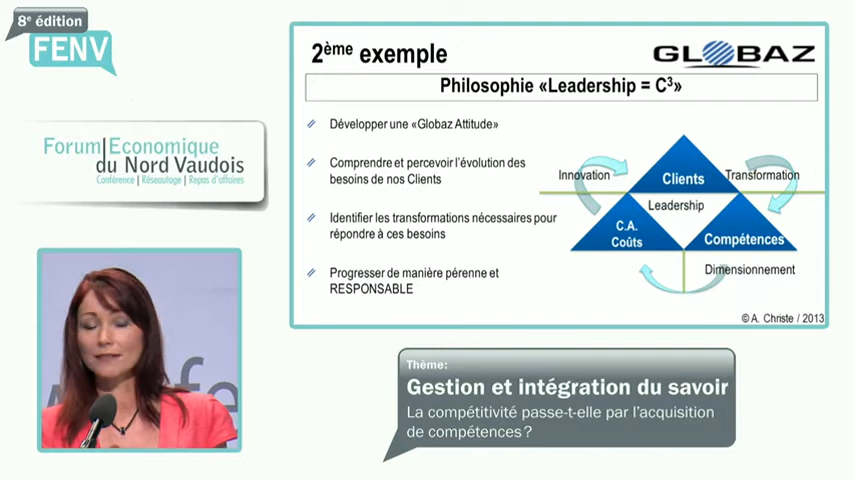 8e édition
FENV
Forum|Economique
du Nord Vaudois
Conférence | Réseautage | Repas d'affaires
2ème exemple
GLOBAZ
Philosophie «Leadership = C³»
Développer une «Globaz Attitude»
Comprendre et percevoir l'évolution des
besoins de nos Clients
Identifier les transformations nécessaires pour
répondre à ces besoins
Progresser de manière pérenne et
RESPONSABLE
Innovation
Clients
Transformation
Leadership
C.A.
Coûts
Compétences
Dimensionnement
© A. Christe / 2013
Thème:
Gestion et intégration du savoir
La compétitivité passe-t-elle par l'acquisition
de compétences ?